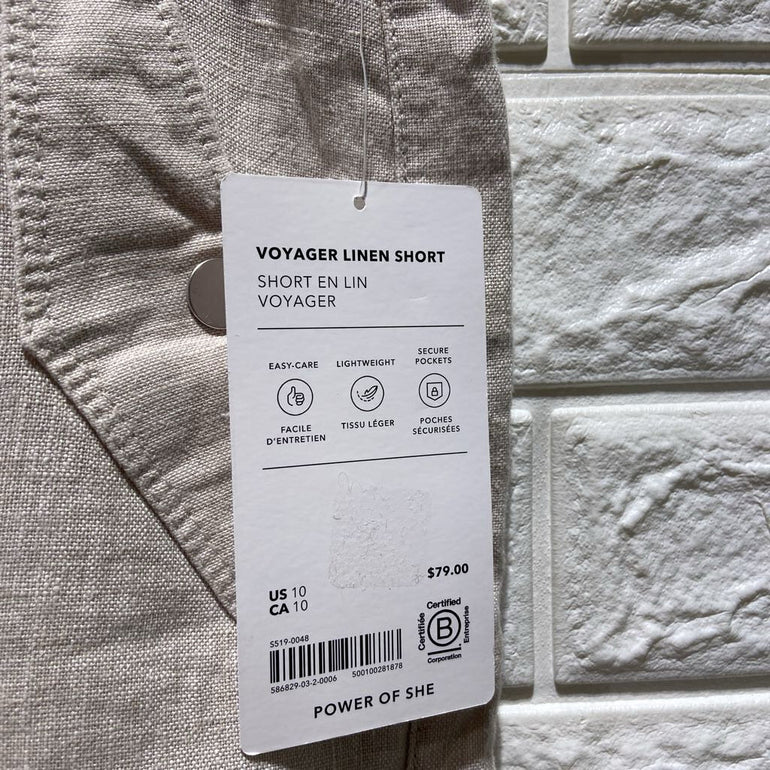 VOYAGER LINEN SHORT
SHORT EN LIN
VOYAGER
EASY-CARE
LIGHTWEIGHT
SECURE
POCKETS
FACILE
D'ENTRETIEN
TISSU LÉGER
POCHES
SÉCURISÉES
$79.00
US 10
CA 10
Certified
Certifiée
B
Entreprise
Corporation
S519-0048
586829-03-2-0006 500100281878
POWER OF SHE